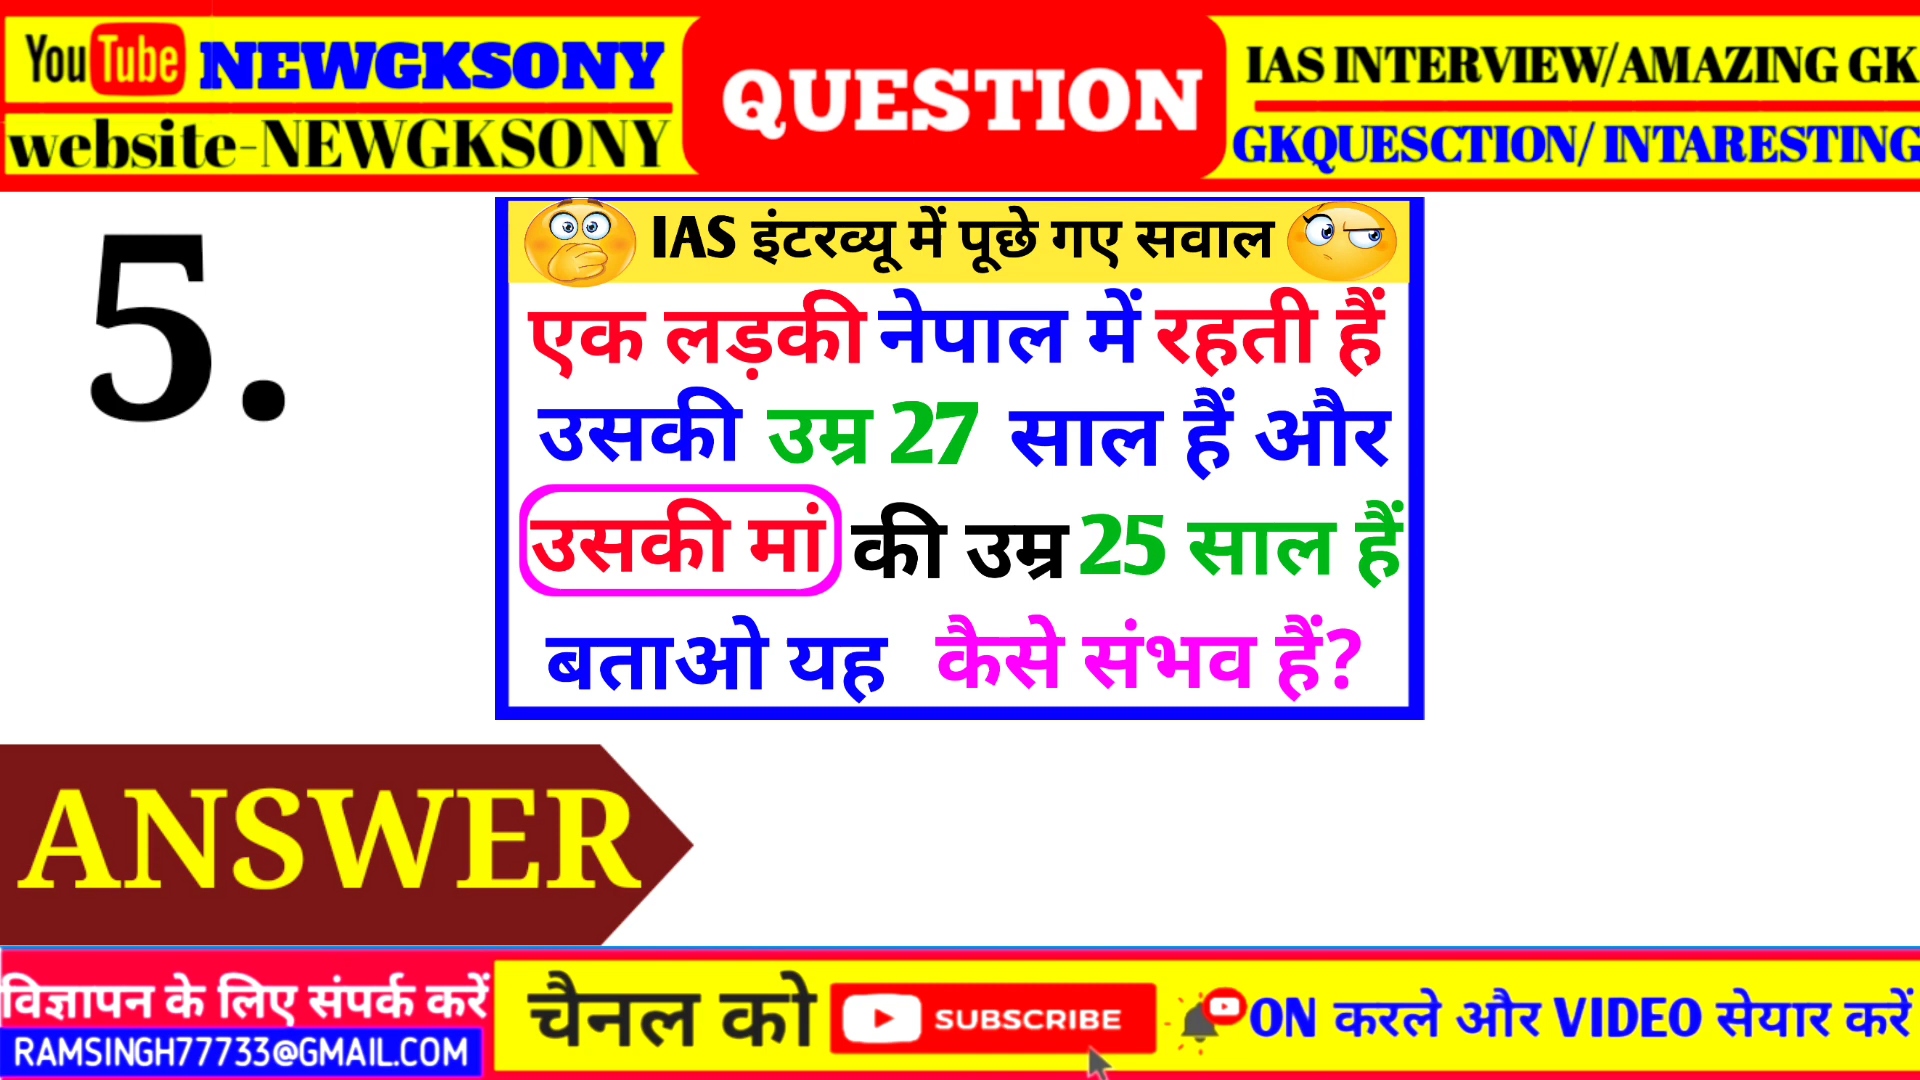 YouTube NEWGKSONY
website-NEWGKSONY
QUESTION
IAS INTERVIEW/AMAZING GK
GKQUESCTION/ INTARESTING
5.
IAS इंटरव्यू में पूछे गए सवाल
एक लड़की नेपाल में रहती हैं
उसकी उम्र 27 साल हैं और
उसकी मां की उम्र 25 साल हैं
बताओ यह कैसे संभव हैं?
ANSWER
विज्ञापन के लिए संपर्क करें
RAMSINGH77733@GMAIL.COM
चैनल को SUBSCRIBE ON करले और VIDEO सेयार करें